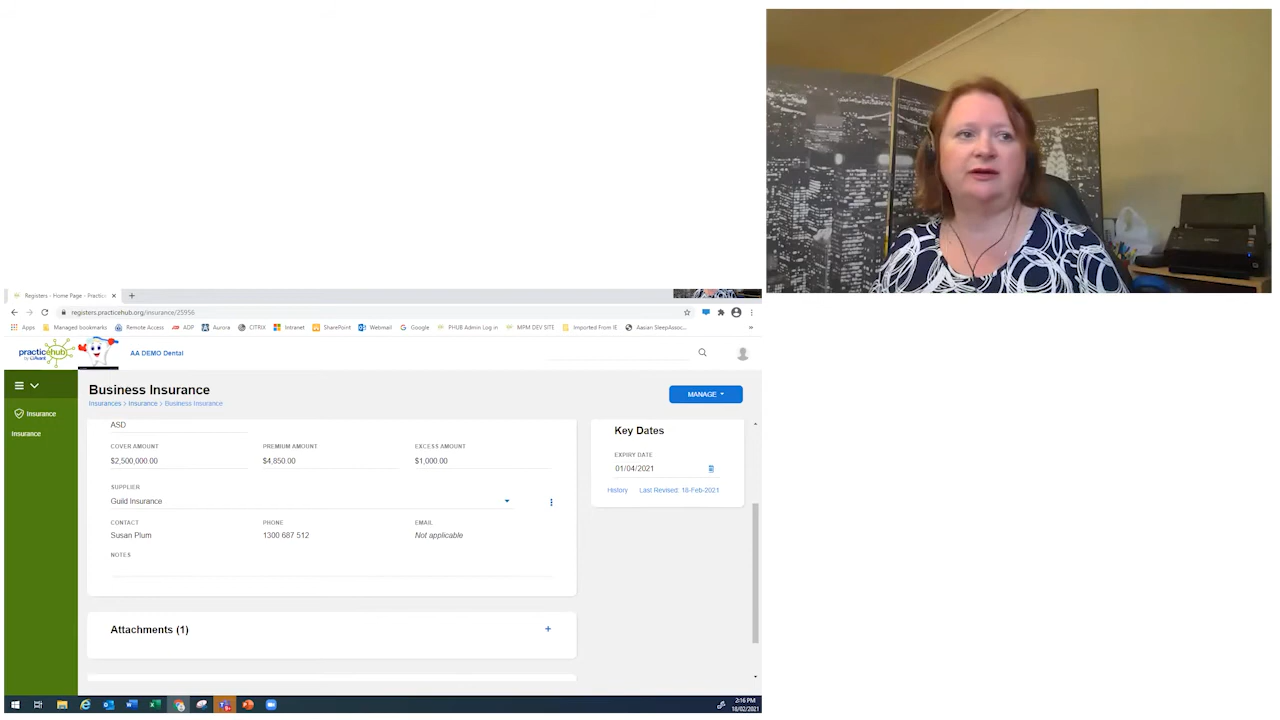 Registers - Home Page - Practice
registers.practicehub.org/insurance/25956
Apps Managed bookmarks Remote Access ADP Aurora CITRIX Intranet SharePoint Webmail Google PHUB Admin Log in MPM DEV SITE Imported From IE Aasan SleepAssoc...
practicehub
by Avant
AA DEMO Dental
Business Insurance
MANAGE
Insurances > Insurance > Business Insurance
Insurance
Insurance
ASD
COVER AMOUNT PREMIUM AMOUNT EXCESS AMOUNT
$2,500,000.00 $4,850.00 $1,000.00
SUPPLIER
Guild Insurance
CONTACT PHONE EMAIL
Susan Plum 1300 687 512 Not applicable
NOTES
Attachments (1)
Key Dates
EXPIRY DATE
01/04/2021
History Last Revised: 18-Feb-2021
2:16 PM
18/02/2021